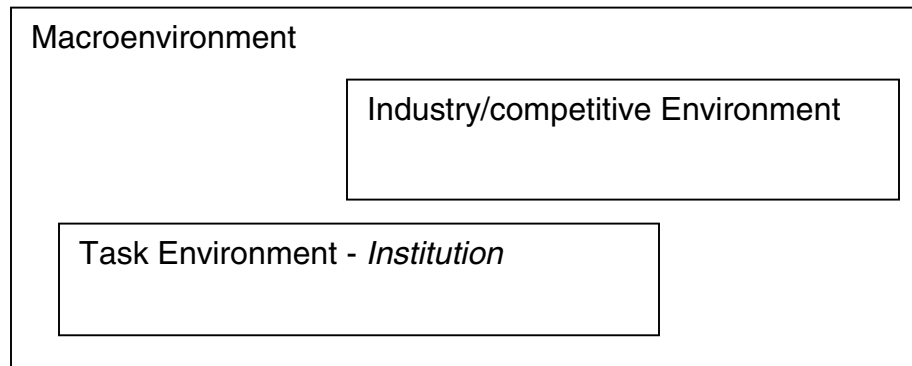 Macroenvironment
Industry/competitive Environment
Task Environment - Institution